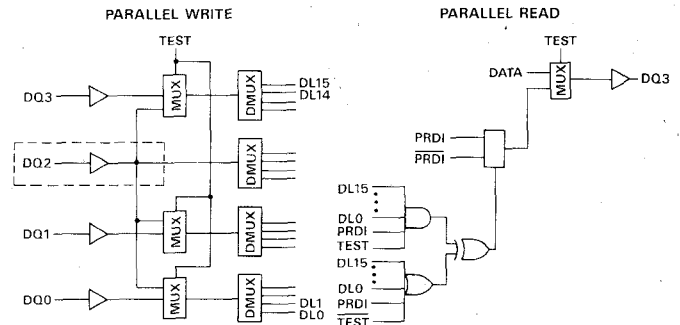 PARALLEL WRITE
TEST
DQ3
MUX
DMUX
DL15
DL14
DQ2
DMUX
DQ1
MUX
DMUX
DQ0
MUX
DMUX
DL1
DL0
PARALLEL READ
TEST
DATA
MUX
DQ3
PRDI
PRDI
DL15
DL0
PRDI
TEST
DL15
DL0
PRDI
TEST